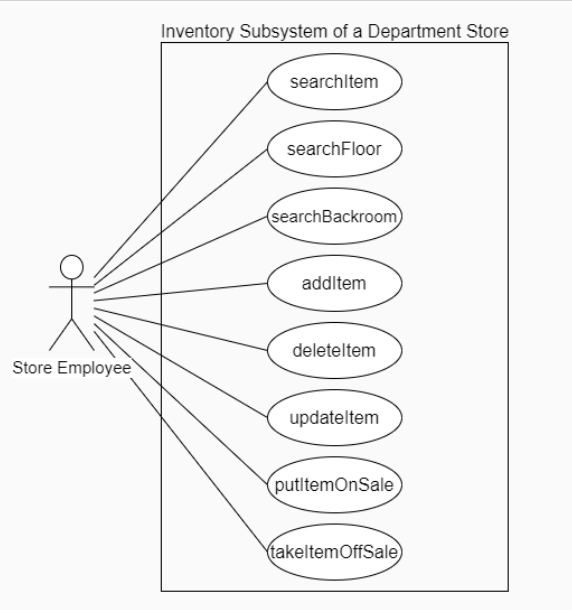 Inventory Subsystem of a Department Store
searchItem
searchFloor
searchBackroom
addItem
deleteItem
Store Employee
updateItem
putItemOnSale
takeItemOffSale